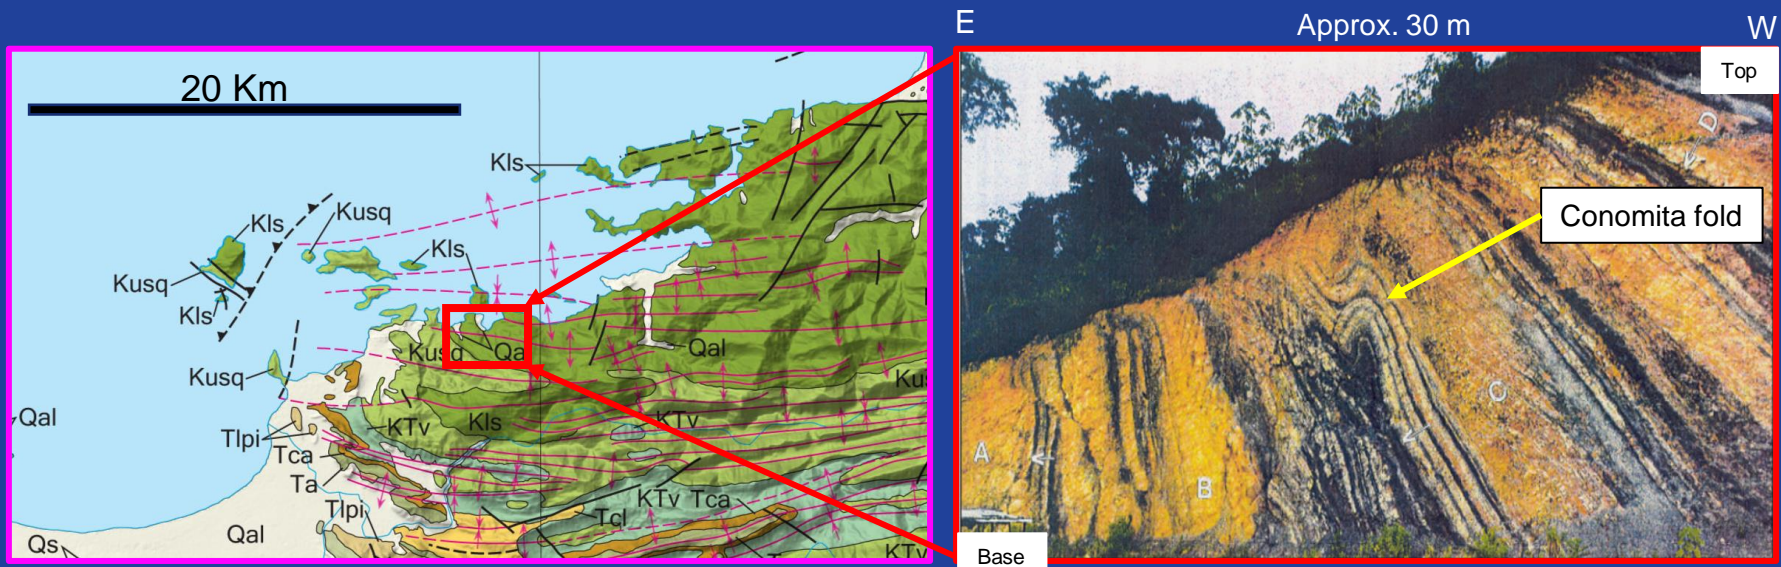 E
Approx. 30 m
W
20 Km
Top
D
Kls
Kusq
Kls
Kls
Conomita fold
Kusq
Kls
Kusq
Qal
Qal
Kusq
Ku
C
Qal
KTv
Kls
KTv
Tlpi
Tca
A
Ta
B
KTv
Tca
Tlpi
Tcl
Qal
Qs
KTv
Base